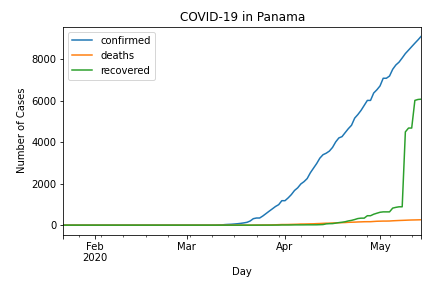 COVID-19 in Panama
confirmed
deaths
recovered
Number of Cases
8000
6000
4000
2000
0
Feb
2020
Mar
Apr
May
Day